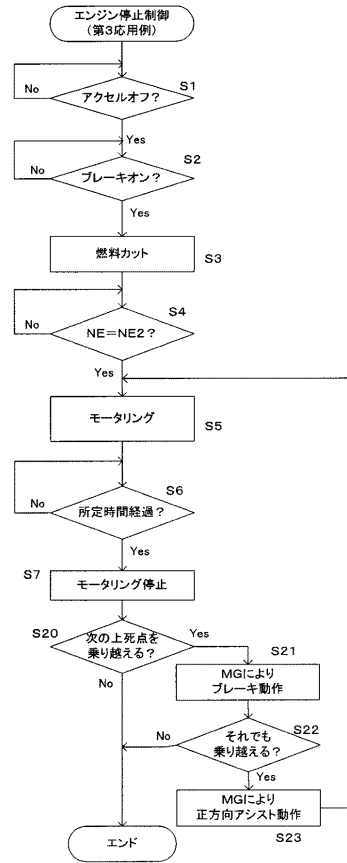 エンジン停止制御
(第3応用例)
No
アクセルオフ?
S1
Yes
No
ブレーキオン?
S2
Yes
燃料カット
S3
No
NE=NE2?
S4
Yes
モータリング
S5
No
所定時間経過?
S6
Yes
S7
モータリング停止
S20
次の上死点を
乗り越える?
Yes
No
S21
MGにより
ブレーキ動作
S22
No
それでも
乗り越える?
Yes
MGにより
正方向アシスト動作
S23
エンド